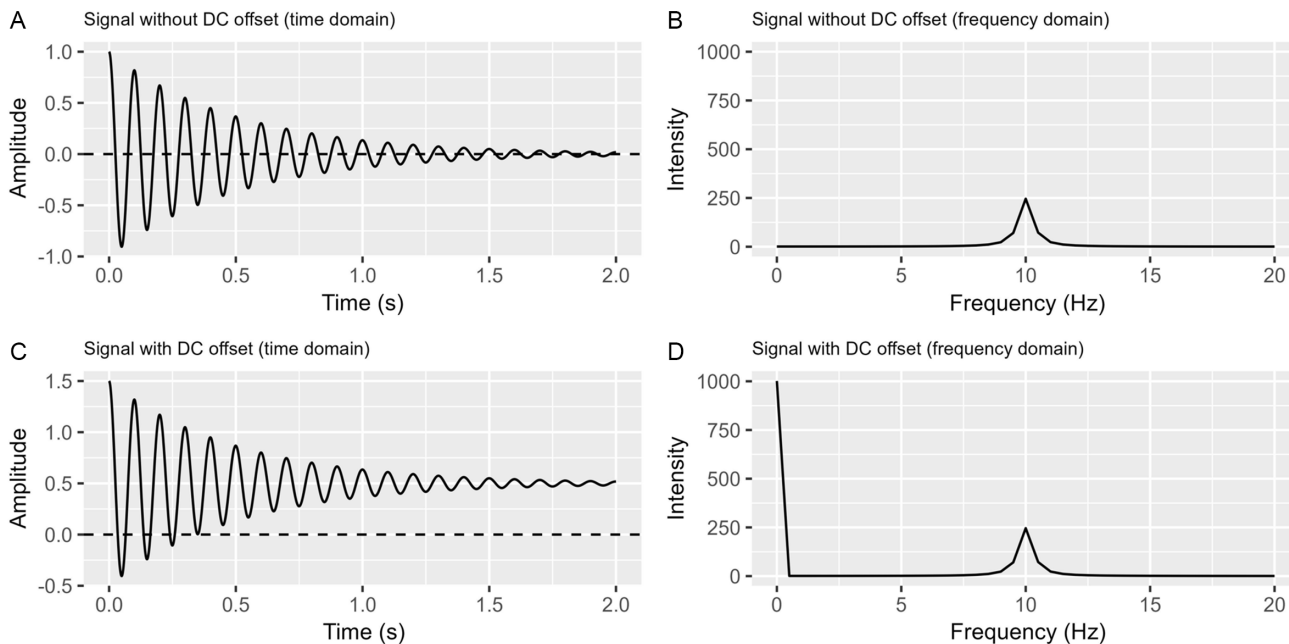 A
Signal without DC offset (time domain)
1.0
0.5
0.0
-0.5
-1.0
Amplitude
0.0 0.5 1.0 1.5 2.0
Time (s)
B
Signal without DC offset (frequency domain)
1000
750
500
250
0
Intensity
0 5 10 15 20
Frequency (Hz)
C
Signal with DC offset (time domain)
1.5
1.0
0.5
0.0
-0.5
Amplitude
0.0 0.5 1.0 1.5 2.0
Time (s)
D
Signal with DC offset (frequency domain)
1000
750
500
250
0
Intensity
0 5 10 15 20
Frequency (Hz)